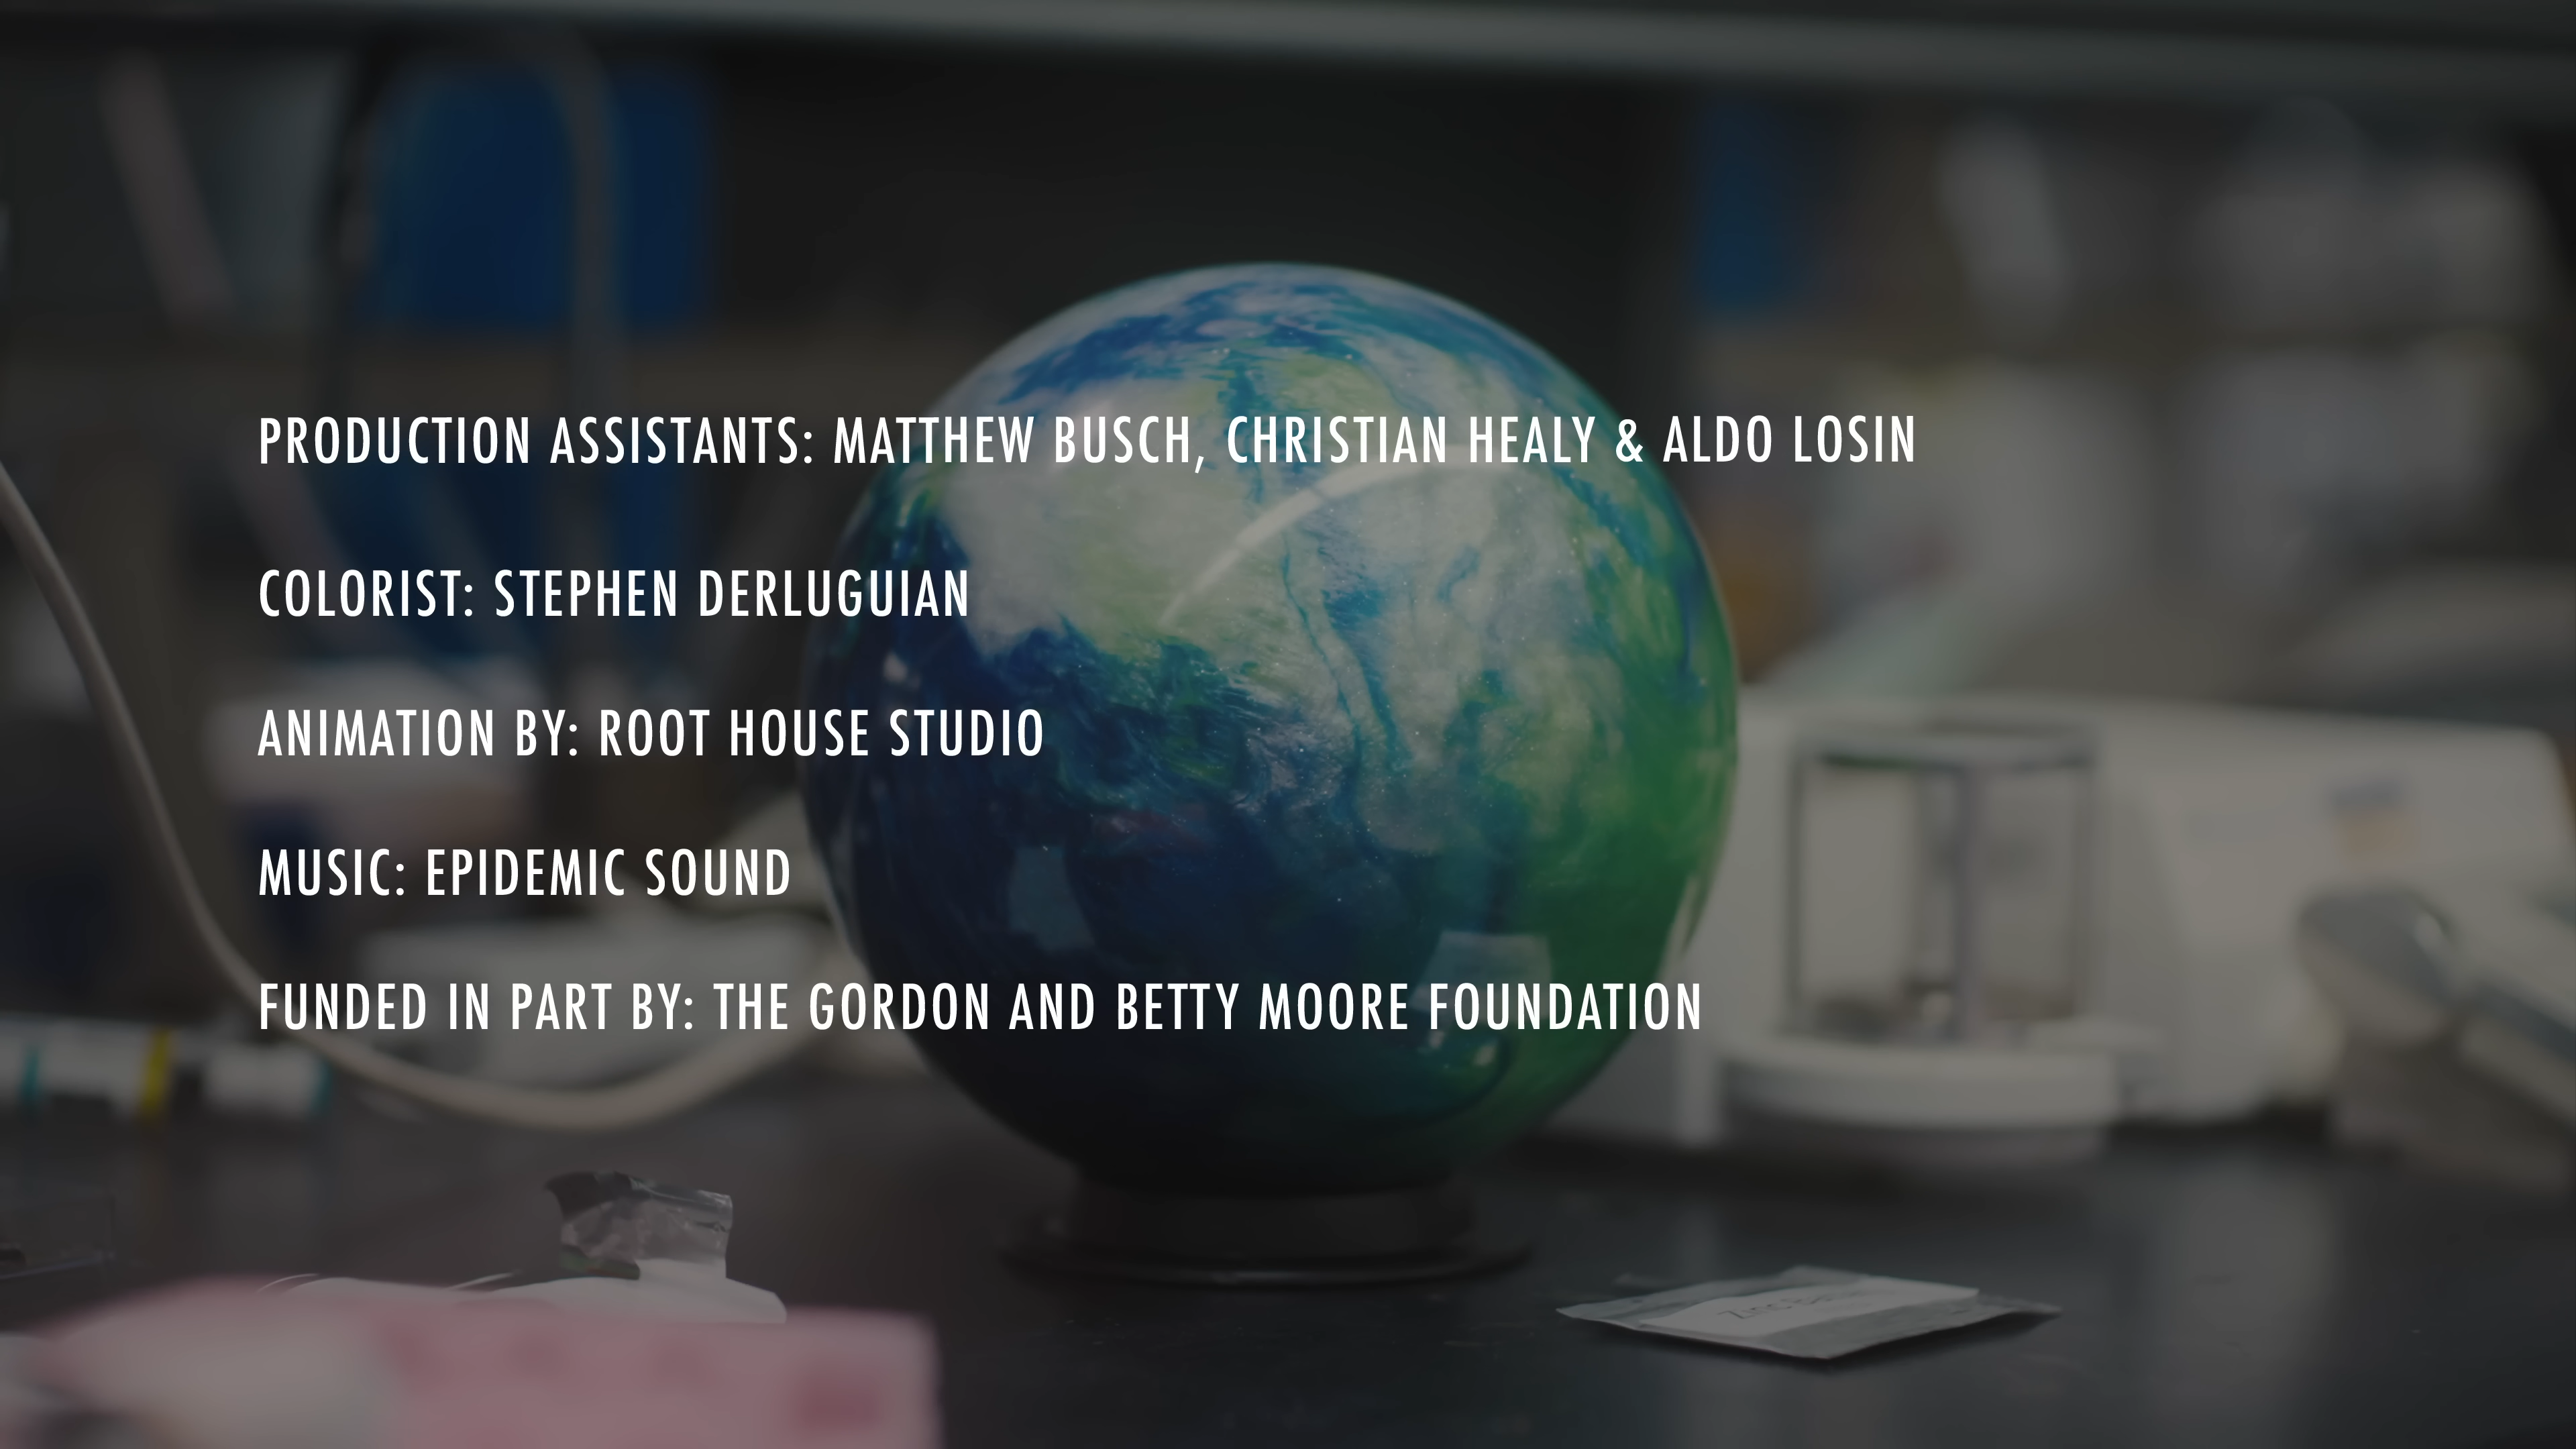 PRODUCTION ASSISTANTS: MATTHEW BUSCH, CHRISTIAN HEALY & ALDO LOSIN
COLORIST: STEPHEN DERLUGUIAN
ANIMATION BY: ROOT HOUSE STUDIO
MUSIC: EPIDEMIC SOUND
FUNDED IN PART BY: THE GORDON AND BETTY MOORE FOUNDATION